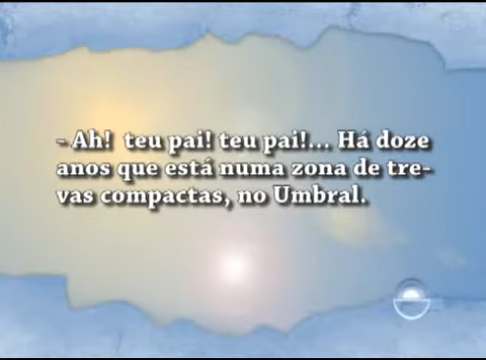 - Ah! teu pai! teu pai!... Há doze
anos que está numa zona de tre-
vas compactas, no Umbral.